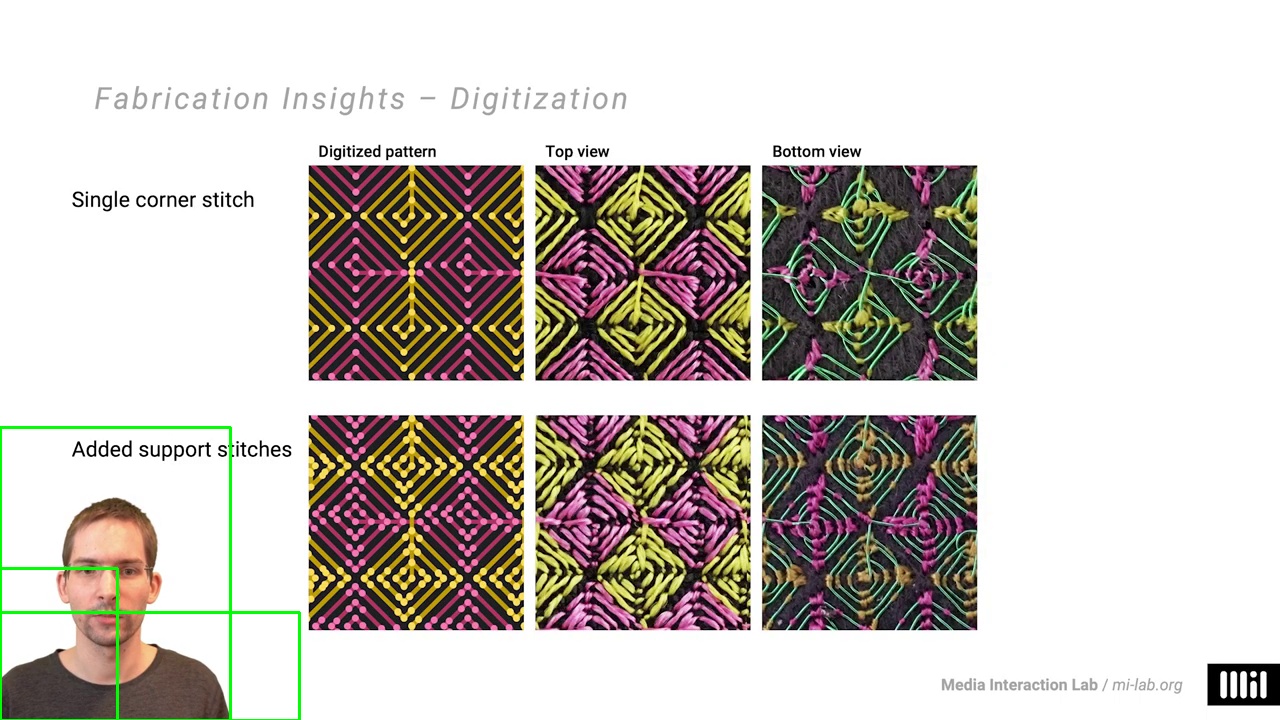 Fabrication Insights – Digitization
Digitized pattern
Top view
Bottom view
Single corner stitch
Added support stitches
Media Interaction Lab / mi-lab.org